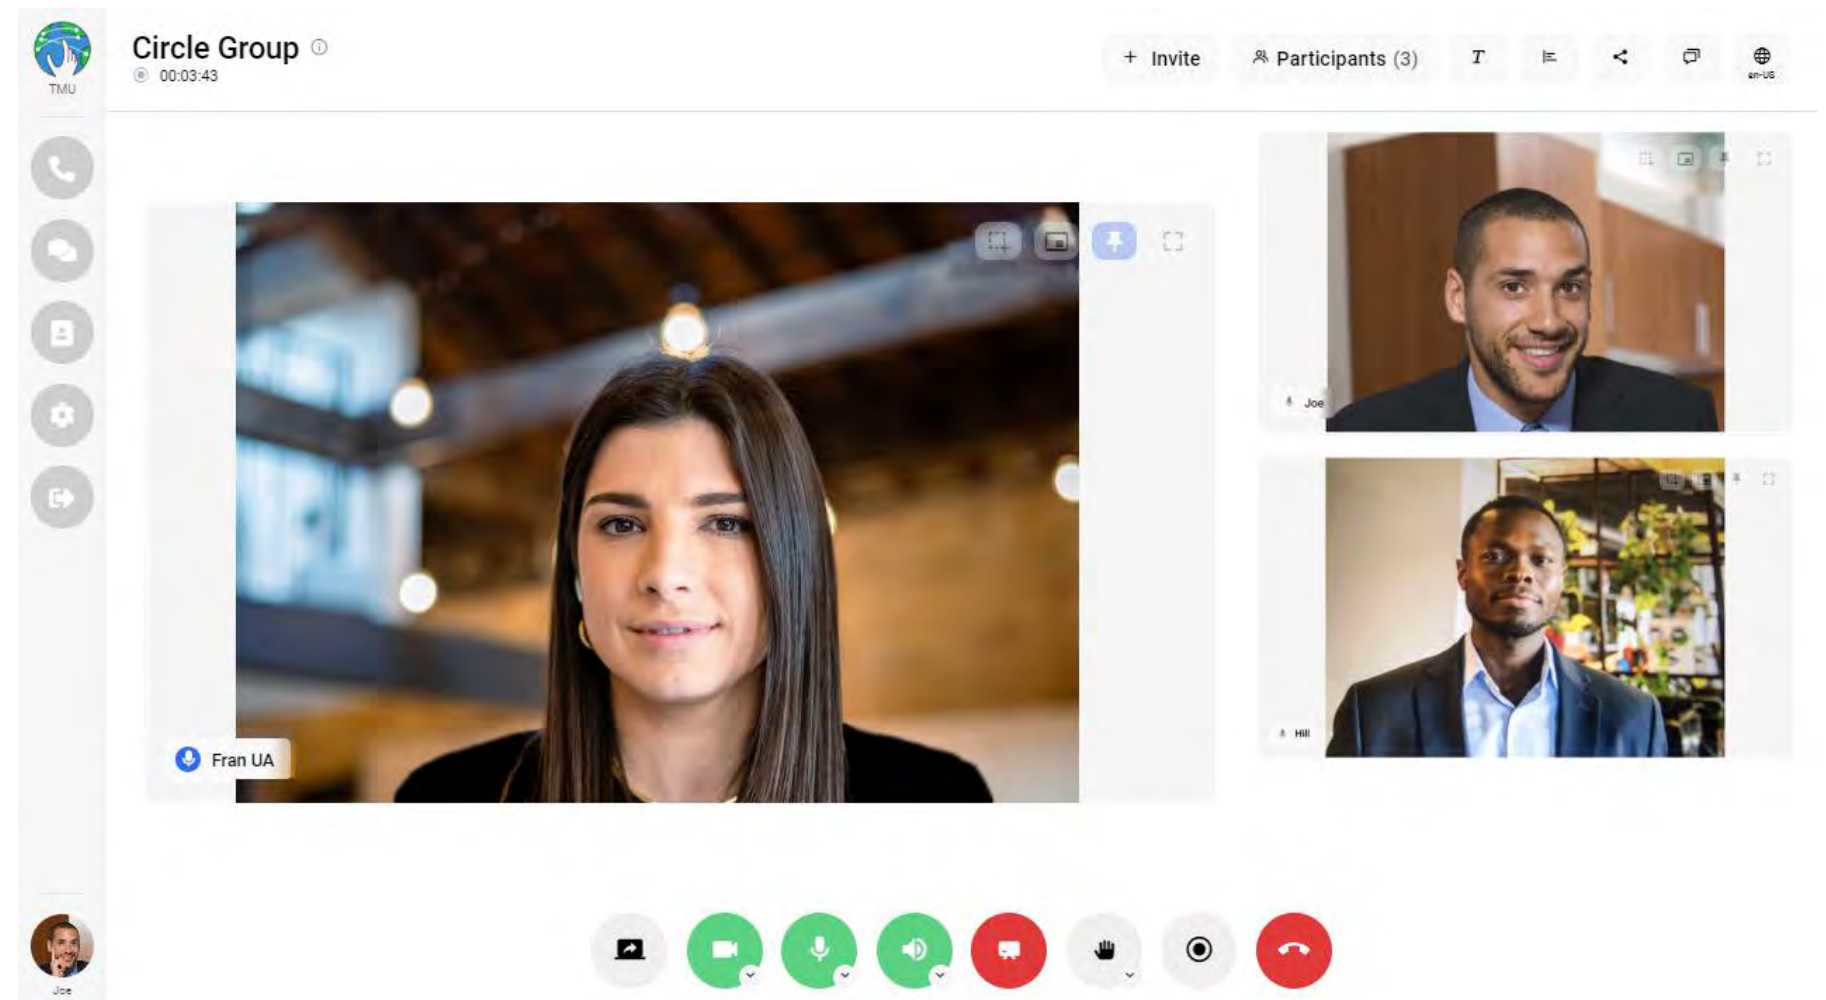 TMU
Circle Group
00:03:43
+ Invite
Participants (3)
T
en-US
Joe
Fran UA
Hill
Joe